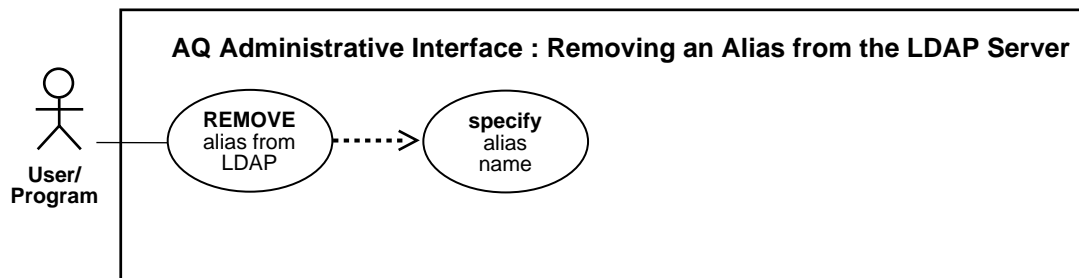 AQ Administrative Interface : Removing an Alias from the LDAP Server
REMOVE
alias from
LDAP
specify
alias
name
User/
Program